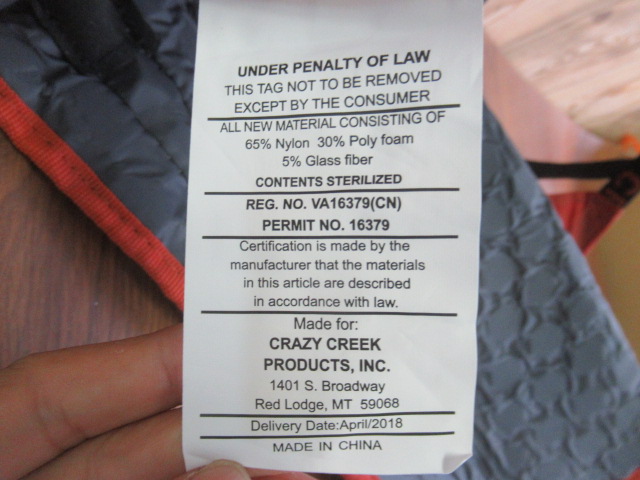 UNDER PENALTY OF LAW
THIS TAG NOT TO BE REMOVED
EXCEPT BY THE CONSUMER
ALL NEW MATERIAL CONSISTING OF
65% Nylon 30% Poly foam
5% Glass fiber
CONTENTS STERILIZED
REG. NO. VA16379(CN)
PERMIT NO. 16379
Certification is made by the
manufacturer that the materials
in this article are described
in accordance with law.
Made for:
CRAZY CREEK
PRODUCTS, INC.
1401 S. Broadway
Red Lodge, MT 59068
Delivery Date:April/2018
MADE IN CHINA